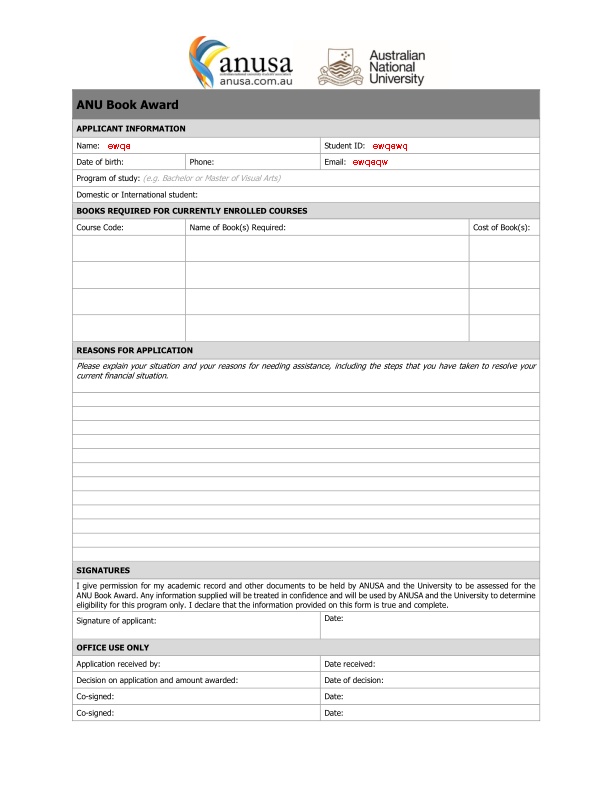 anusa
anusa.com.au
Australian
National
University
ANU Book Award
APPLICANT INFORMATION
Name: ewqe Student ID: ewqewq
Date of birth: Phone: Email: ewqeqw
Program of study: (e.g. Bachelor or Master of Visual Arts)
Domestic or International student:
BOOKS REQUIRED FOR CURRENTLY ENROLLED COURSES
Course Code: Name of Book(s) Required: Cost of Book(s):
REASONS FOR APPLICATION
Please explain your situation and your reasons for needing assistance, including the steps that you have taken to resolve your
current financial situation.
SIGNATURES
I give permission for my academic record and other documents to be held by ANUSA and the University to be assessed for the
ANU Book Award. Any information supplied will be treated in confidence and will be used by ANUSA and the University to determine
eligibility for this program only. I declare that the information provided on this form is true and complete.
Signature of applicant: Date:
OFFICE USE ONLY
Application received by: Date received:
Decision on application and amount awarded: Date of decision:
Co-signed: Date:
Co-signed: Date: